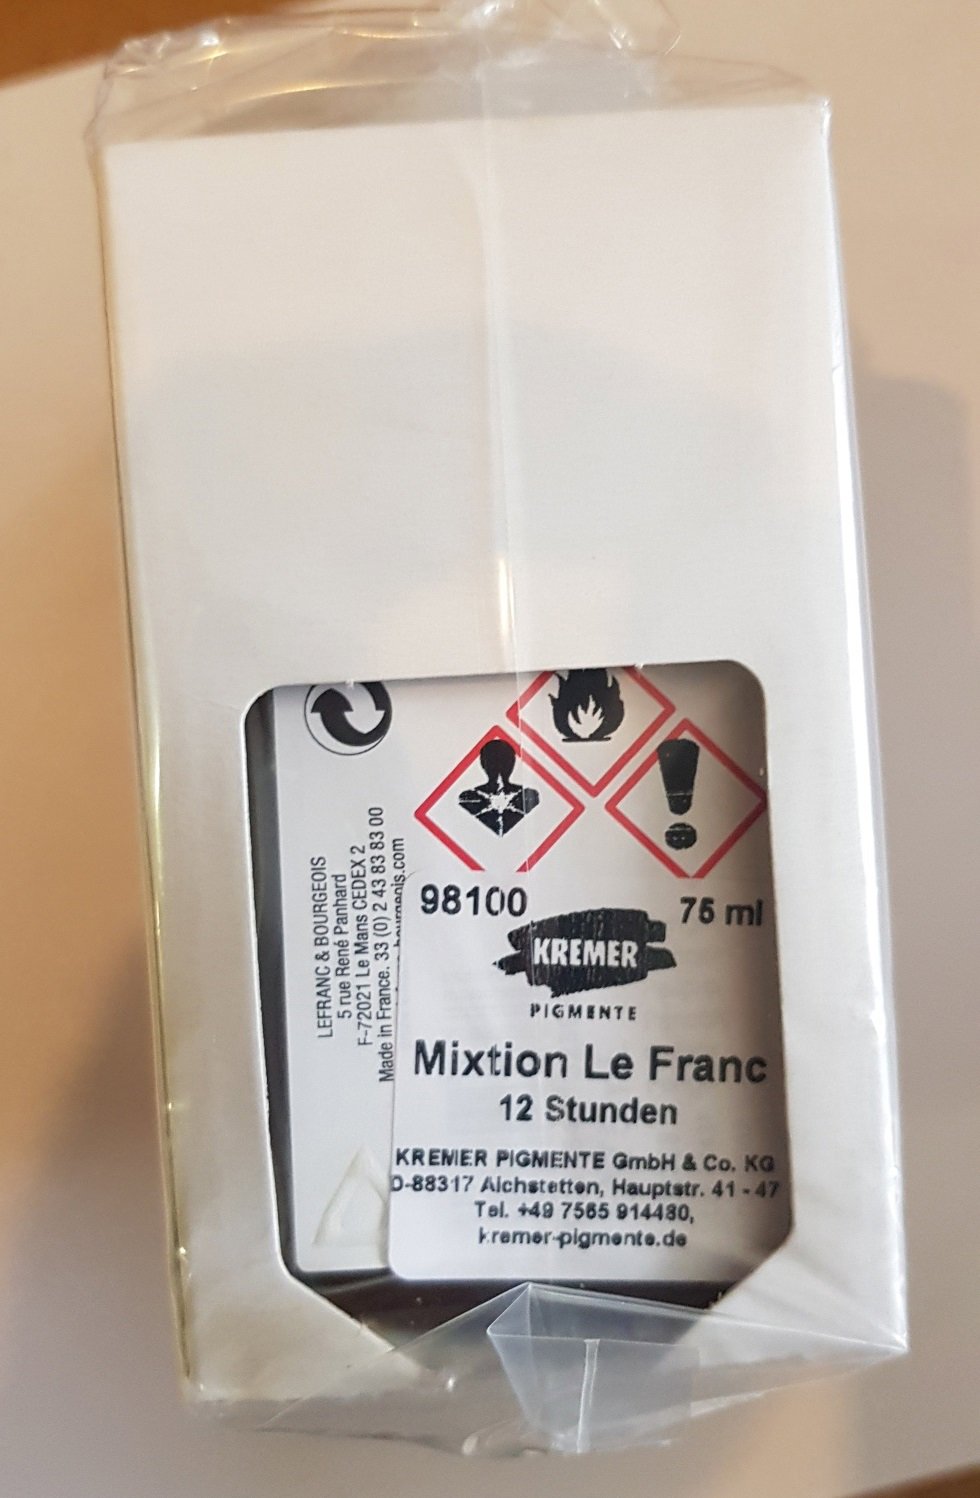 LEFRANC & BOURGEOIS
5 rue René Panhard
F-72021 Le Mans CEDEX 2
Made in France. 33 (0) 2 43 83 83 00
bourgeois.com
98100
75 ml
KREMER
PIGMENTE
Mixtion Le Franc
12 Stunden
KREMER PIGMENTE GmbH & Co. KG
D-88317 Aichstetten, Hauptstr. 41 - 47
Tel. +49 7565 914480,
kremer-pigmente.de